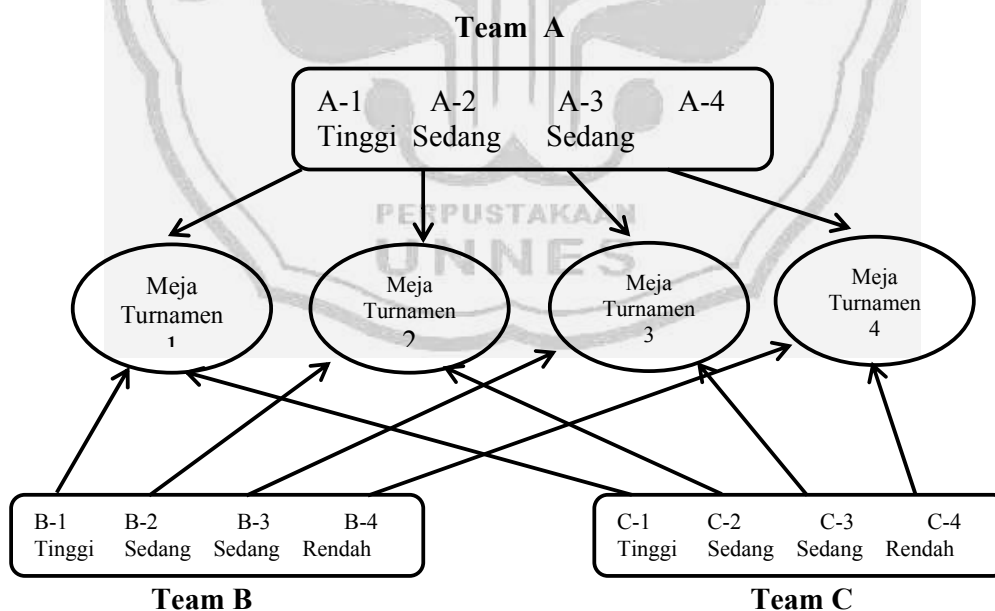 Team A
A-1 A-2 A-3 A-4
Tinggi Sedang Sedang
PERPUSTAKAAN
UNNES
Meja
Turnamen
1
Meja
Turnamen
2
Meja
Turnamen
3
Meja
Turnamen
4
B-1 B-2 B-3 B-4
Tinggi Sedang Sedang Rendah
C-1 C-2 C-3 C-4
Tinggi Sedang Sedang Rendah
Team B
Team C